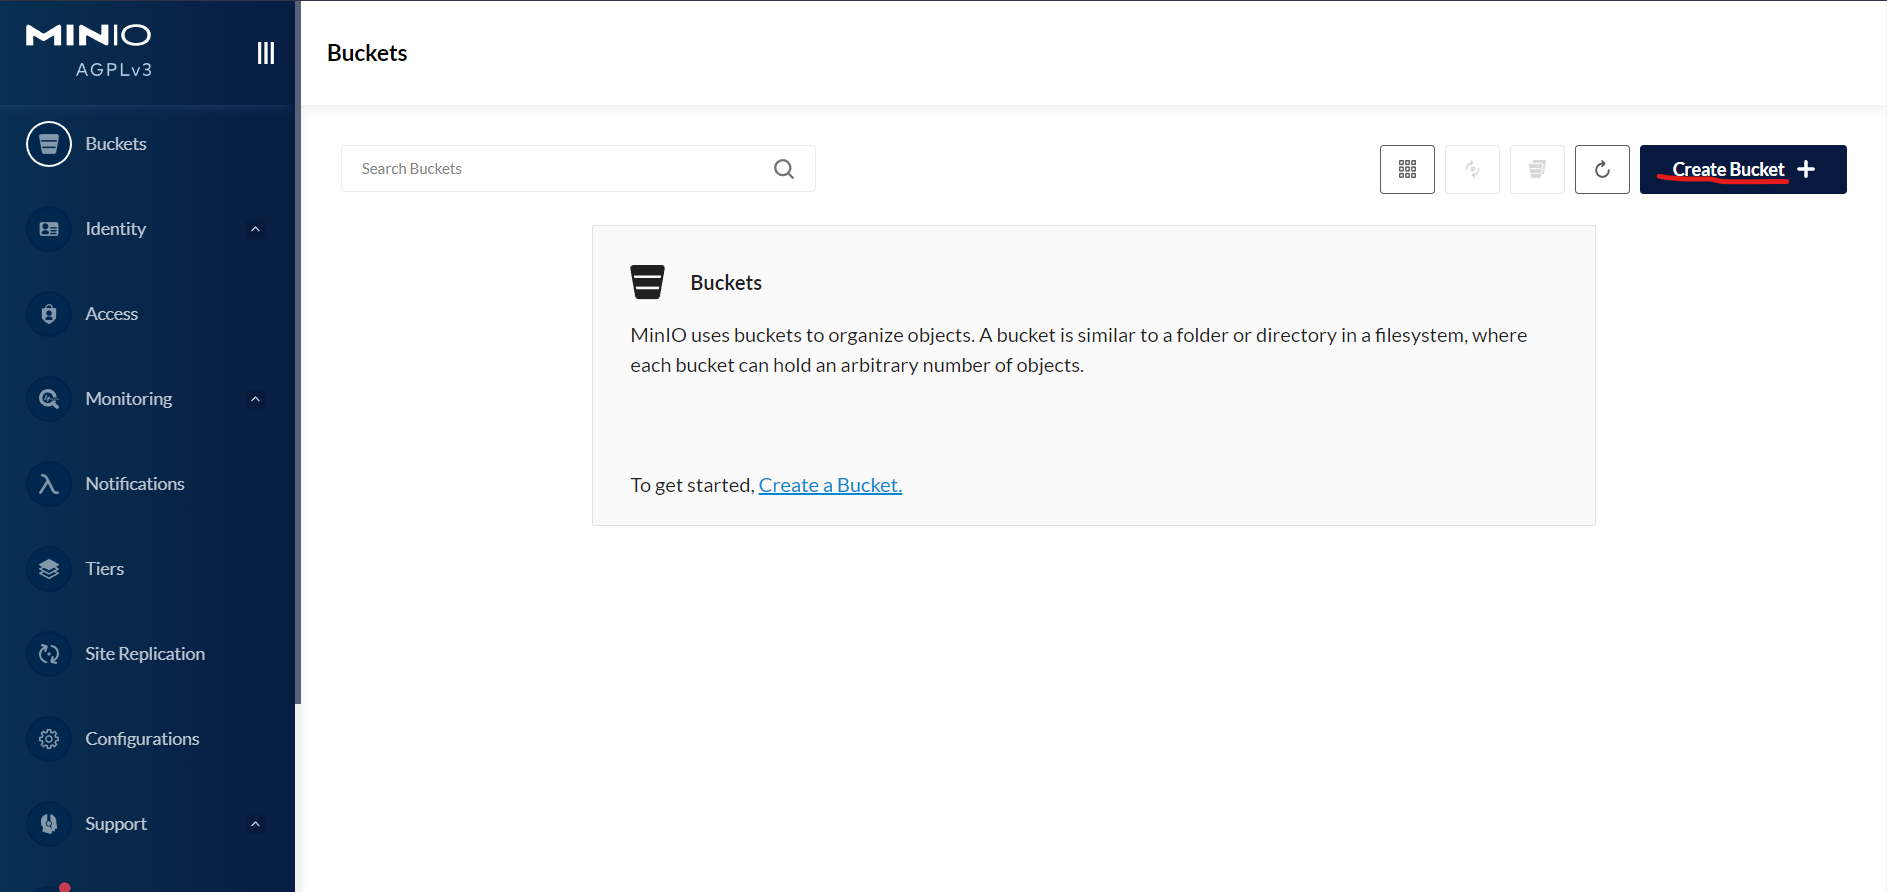 MINIO
AGPLv3
Buckets
Identity
Access
Monitoring
Notifications
Tiers
Site Replication
Configurations
Support
Buckets
Search Buckets
Create Bucket
Buckets
MinIO uses buckets to organize objects. A bucket is similar to a folder or directory in a filesystem, where
each bucket can hold an arbitrary number of objects.
To get started, Create a Bucket.